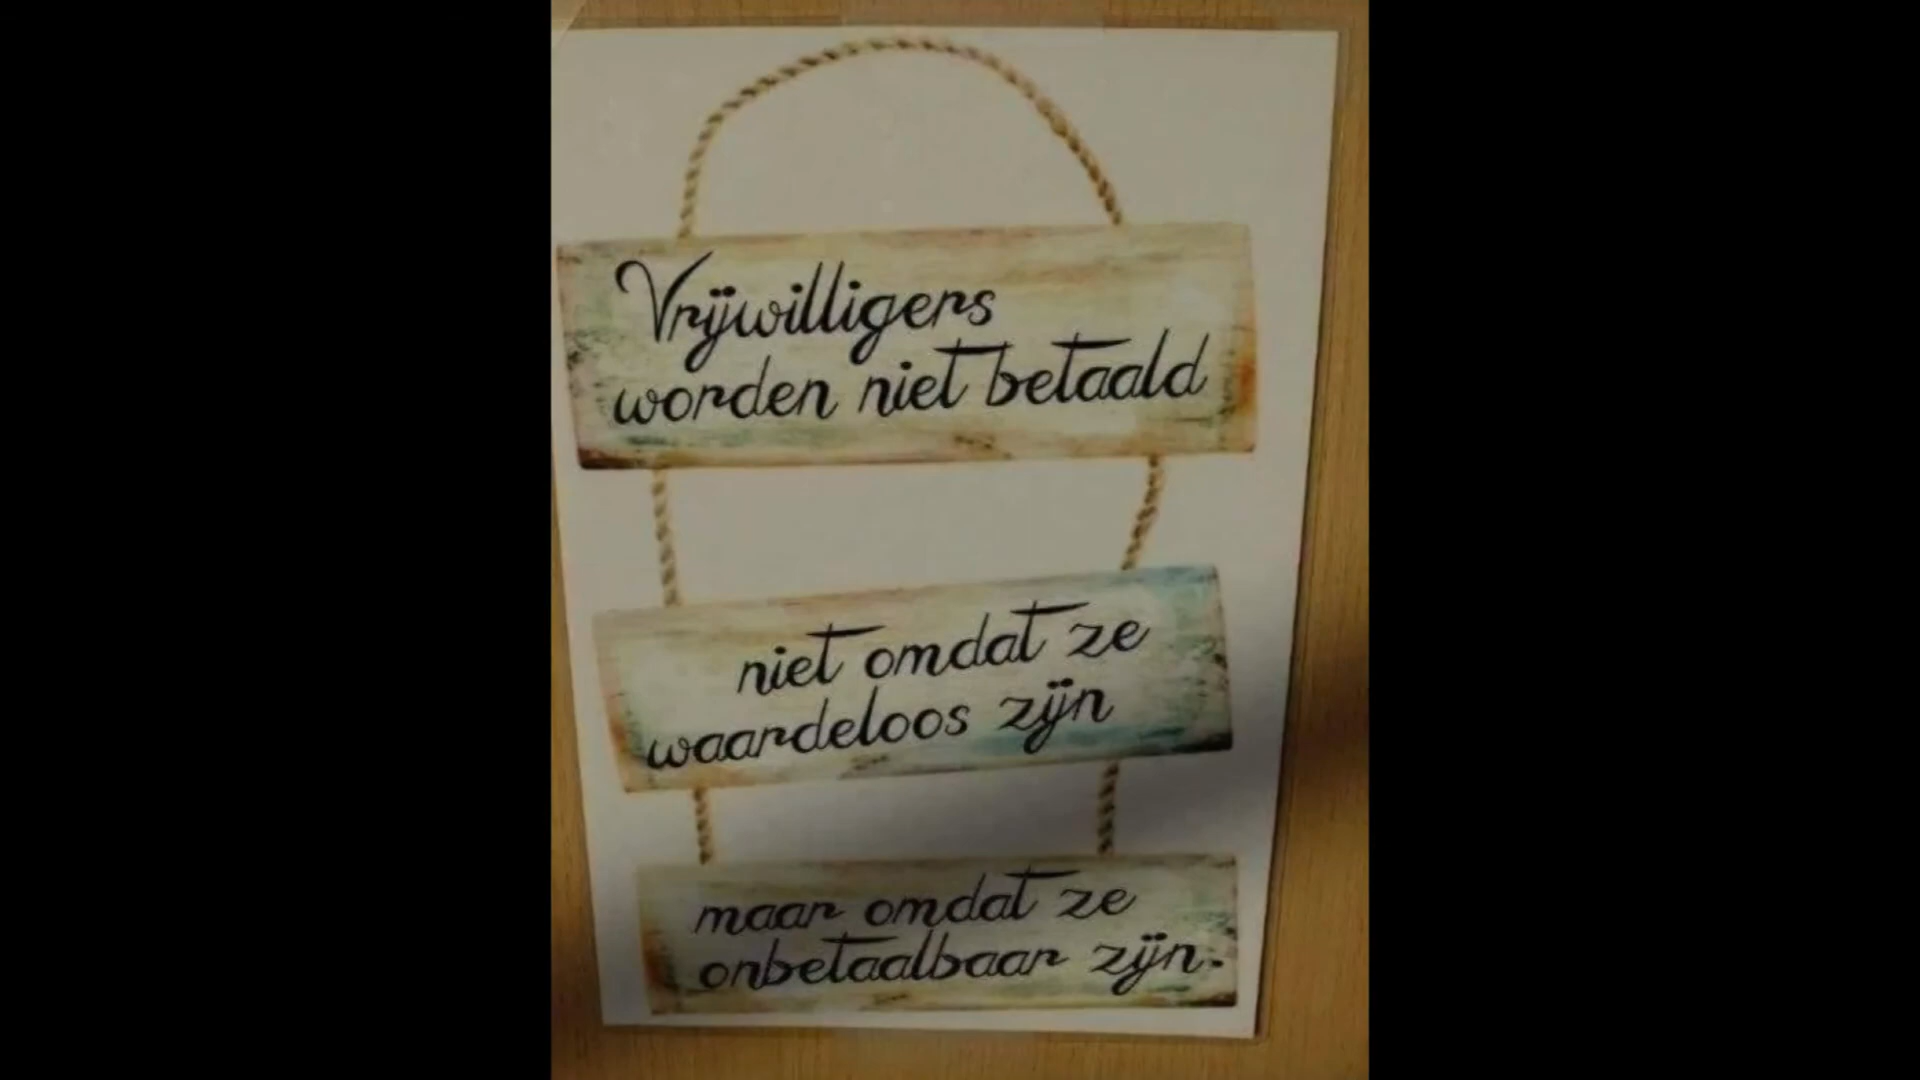 Vrijwilligers
worden niet betaald
niet omdat ze
waardeloos zijn
maar omdat ze
onbetaalbaar zijn.